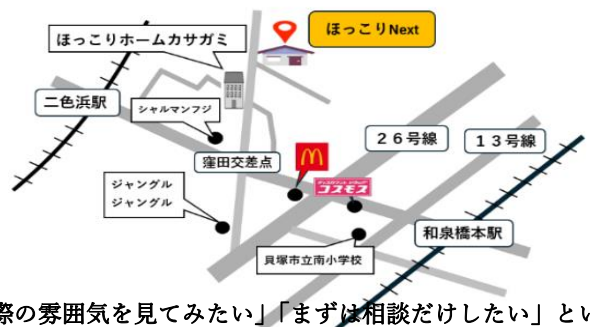 ほっこりNext
ほっこりホームカサガミ
二色浜駅
シャルマンフジ
26号線
13号線
窪田交差点
コスモス
ジャングル
ジャングル
和泉橋本駅
貝塚市立南小学校
際の雰囲気を見てみたい」「まずは相談だけしたい」とい